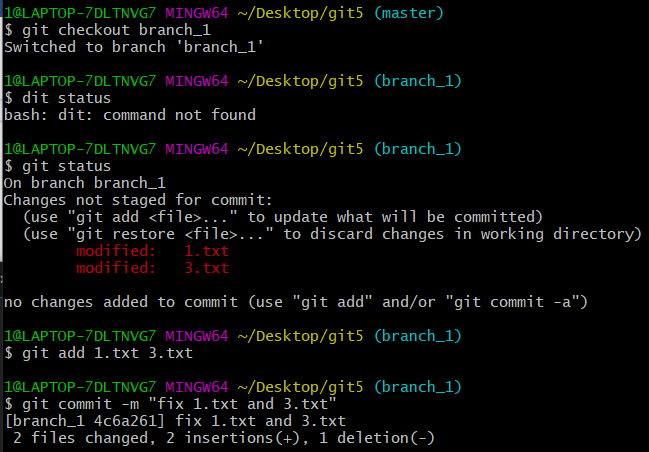 1@LAPTOP-7DLTNVG7 MINGW64 ~/Desktop/git5 (master)
$ git checkout branch_1
Switched to branch 'branch_1'
1@LAPTOP-7DLTNVG7 MINGW64 ~/Desktop/git5 (branch_1)
$ dit status
bash: dit: command not found
1@LAPTOP-7DLTNVG7 MINGW64 ~/Desktop/git5 (branch_1)
$ git status
On branch branch_1
Changes not staged for commit:
  (use "git add <file>..." to update what will be committed)
  (use "git restore <file>..." to discard changes in working directory)
        modified:   1.txt
        modified:   3.txt
no changes added to commit (use "git add" and/or "git commit -a")
1@LAPTOP-7DLTNVG7 MINGW64 ~/Desktop/git5 (branch_1)
$ git add 1.txt 3.txt
1@LAPTOP-7DLTNVG7 MINGW64 ~/Desktop/git5 (branch_1)
$ git commit -m "fix 1.txt and 3.txt"
[branch_1 4c6a261] fix 1.txt and 3.txt
 2 files changed, 2 insertions(+), 1 deletion(-)